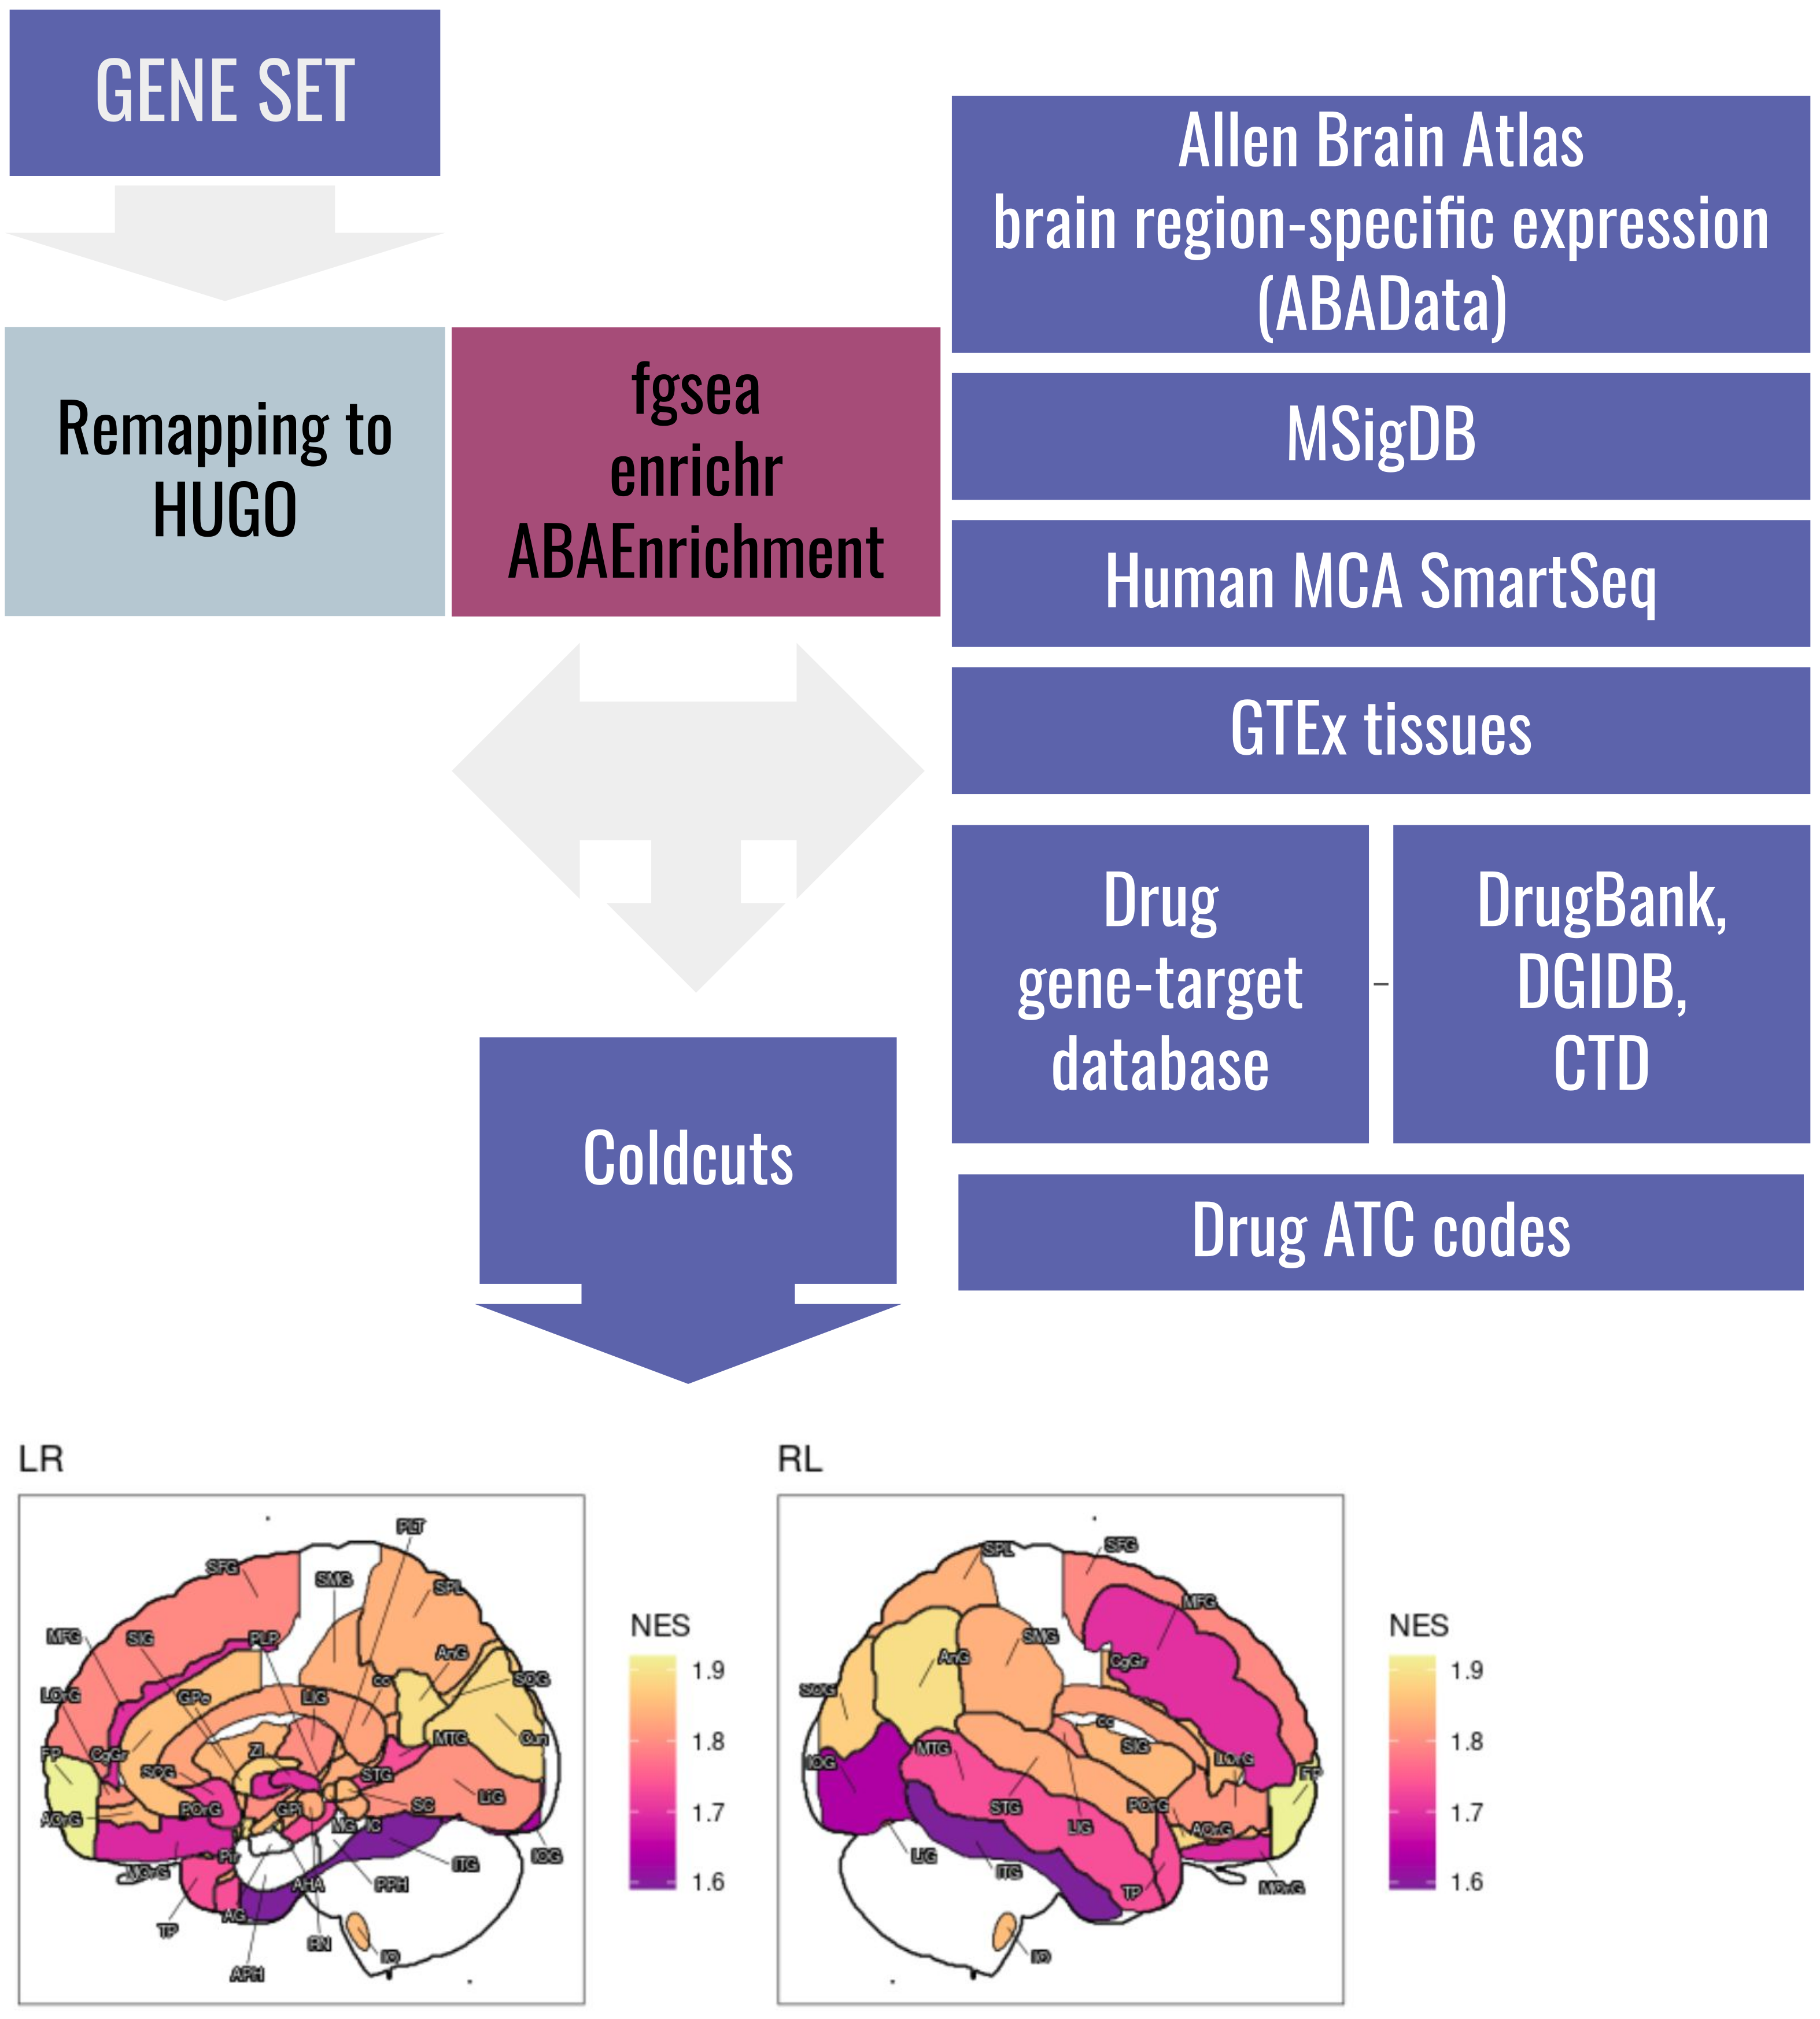 GENE SET
Remapping to
HUGO
fgsea
enrichr
ABAEnrichment
Allen Brain Atlas
brain region-specific expression
(ABAData)
MSigDB
Human MCA SmartSeq
GTEx tissues
Drug
gene-target
database
–
DrugBank,
DGIDB,
CTD
Drug ATC codes
Coldcuts
LR
PLT
SFG
SMG
SPL
MFG
SIG
PLP
AnG
SOG
LOrG
GPe
LIG
cc
MTG
Cun
FP
CgGr
ZI
SCG
STG
LiG
SC
AOrG
POrG
GPi
MG
IC
MOrG
PTr
ITG
IOG
AHA
PPH
TP
AG
RN
IO
APH
NES
1.9
1.8
1.7
1.6
RL
SPL
SFG
MFG
SMG
AnG
CgGr
SOG
cc
MTG
SIG
LOrG
IOG
FP
STG
POrG
LIG
AOrG
LiG
ITG
TP
MOrG
IO
NES
1.9
1.8
1.7
1.6